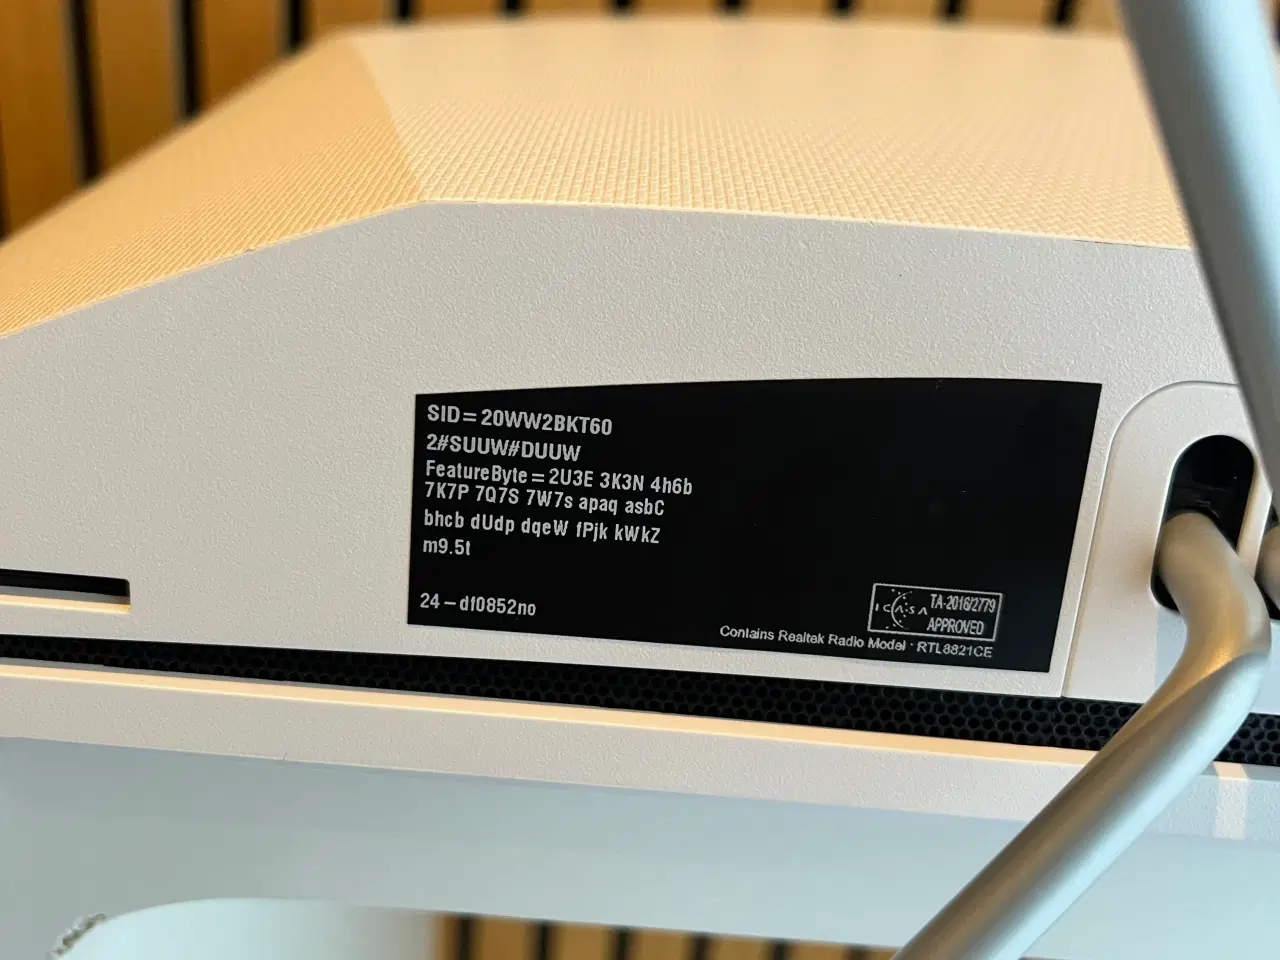 SID=20WW2BKT60
2#SUUW#DUUW
FeatureByte=2U3E 3K3N 4h6b
7K7P 7Q7S 7W7s apaq asbC
bhcb dUdp dqeW fPjk kWkZ
m9.5t
24-df0852no
ICASA TA-2016/2779
APPROVED
Contains Realtek Radio Model · RTL8821CE